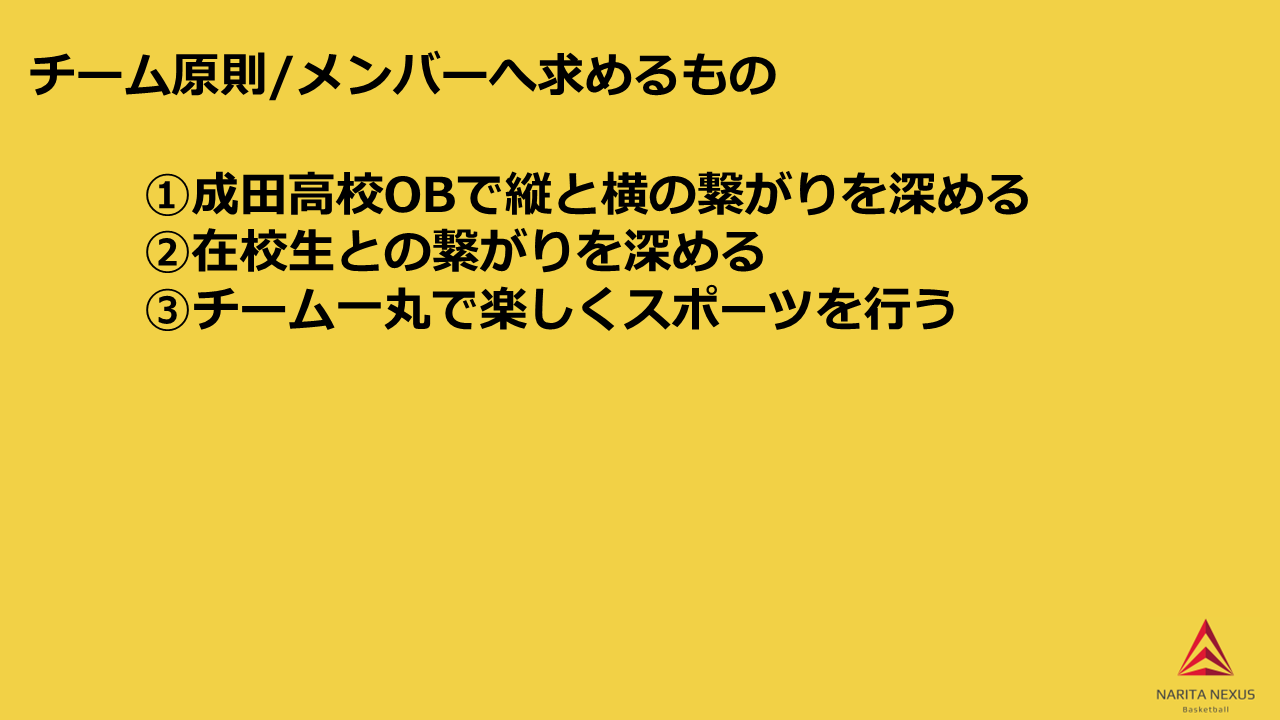 チーム原則/メンバーへ求めるもの
①成田高校OBで縦と横の繋がりを深める
②在校生との繋がりを深める
③チーム一丸で楽しくスポーツを行う
NARITA NEXUS
Basketball